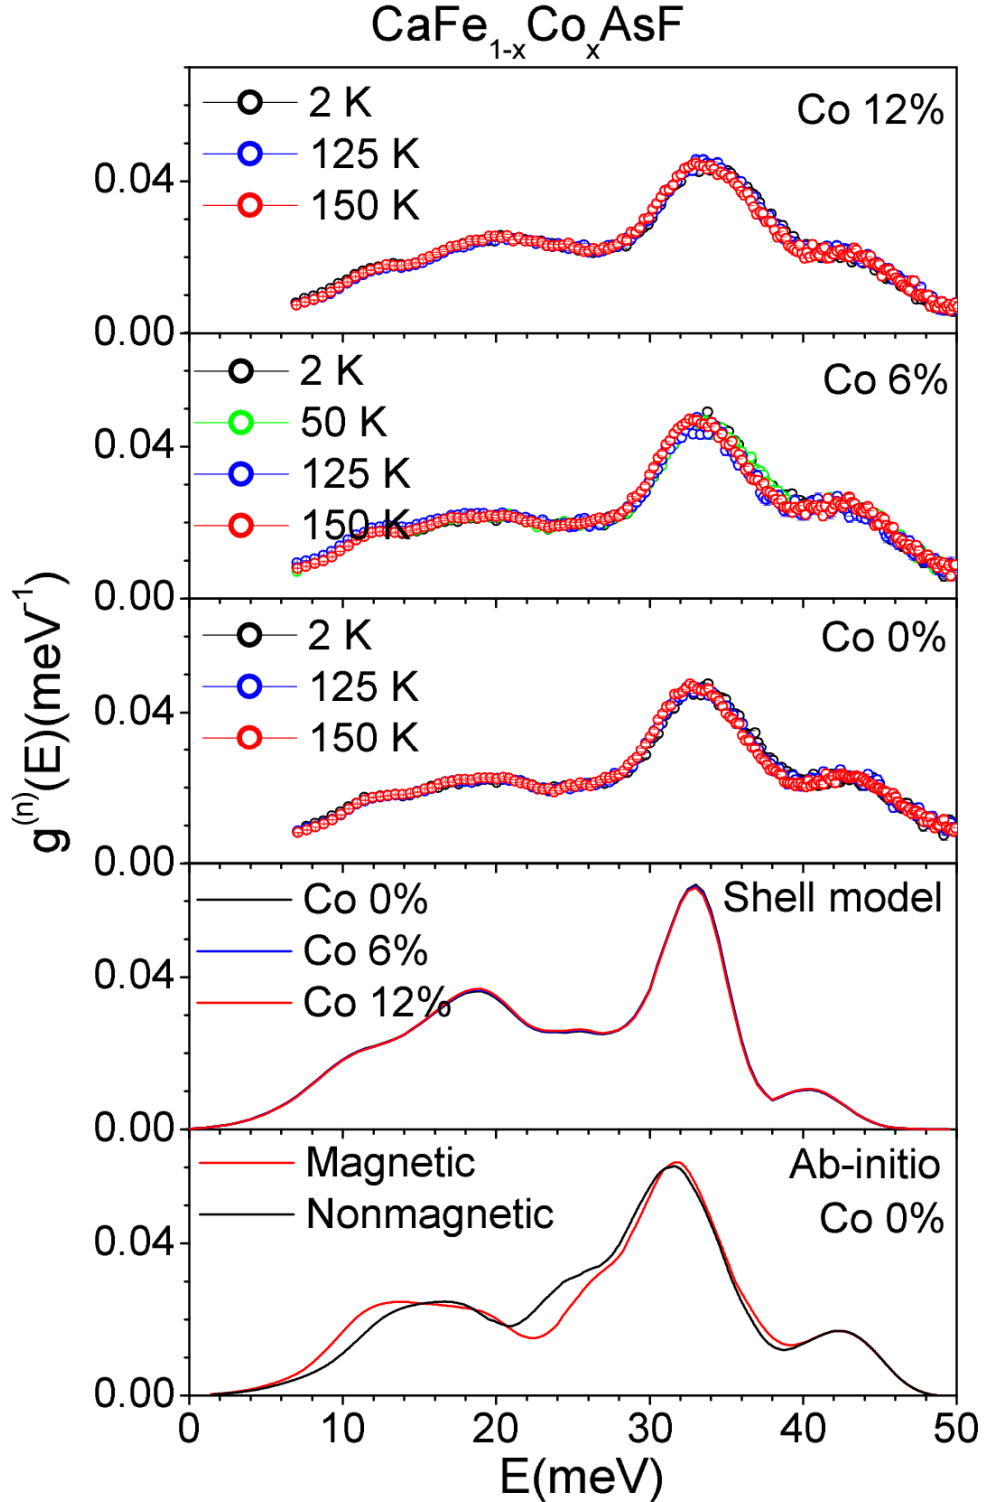 CaFe1-xCoxAsF
2 K
125 K
150 K
Co 12%
0.04
0.00
2 K
50 K
125 K
150 K
Co 6%
0.04
0.00
2 K
125 K
150 K
Co 0%
0.04
0.00
Co 0%
Co 6%
Co 12%
Shell model
0.04
0.00
Magnetic
Nonmagnetic
Ab-initio
Co 0%
0.04
0.00
0 10 20 30 40 50
E(meV)
g(n)(E)(meV-1)